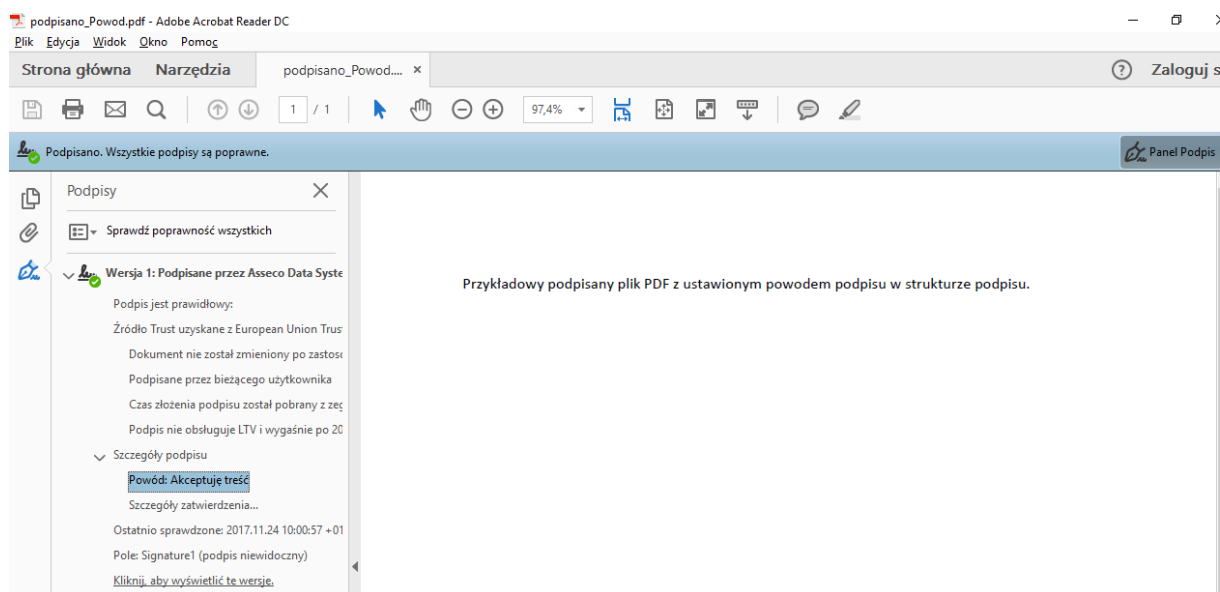 podpisano_Powod.pdf - Adobe Acrobat Reader DC
Plik Edycja Widok Okno Pomoc
Strona główna Narzędzia podpisano_Powod.... × ? Zaloguj s
1 / 1 97,4%
Podpisano. Wszystkie podpisy są poprawne. Panel Podpis
Podpisy
Sprawdź poprawność wszystkich
Wersja 1: Podpisane przez Asseco Data Syste
Podpis jest prawidłowy:
Źródło Trust uzyskane z European Union Trus
Dokument nie został zmieniony po zastoso
Podpisane przez bieżącego użytkownika
Czas złożenia podpisu został pobrany z zeg
Podpis nie obsługuje LTV i wygaśnie po 20
Szczegóły podpisu
Powód: Akceptuję treść
Szczegóły zatwierdzenia...
Ostatnio sprawdzone: 2017.11.24 10:00:57 +01
Pole: Signature1 (podpis niewidoczny)
Kliknij, aby wyświetlić te wersje.
Przykładowy podpisany plik PDF z ustawionym powodem podpisu w strukturze podpisu.